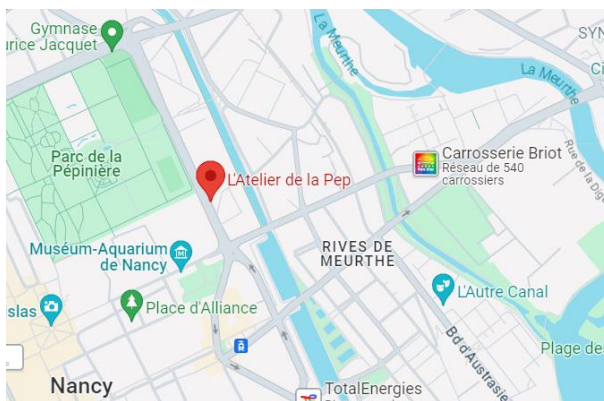 Gymnase
urice Jacquet
La Meurthe
SYN
La Meurthe
Ci
Parc de la
Pépinière
L'Atelier de la Pep
Carrosserie Briot
Réseau de 540
carrossiers
Rue de la Dig
Muséum-Aquarium
de Nancy
RIVES DE
MEURTHE
slas
Place d'Alliance
L'Autre Canal
Bd d'Austrasie
Plage des
Nancy
TotalEnergies